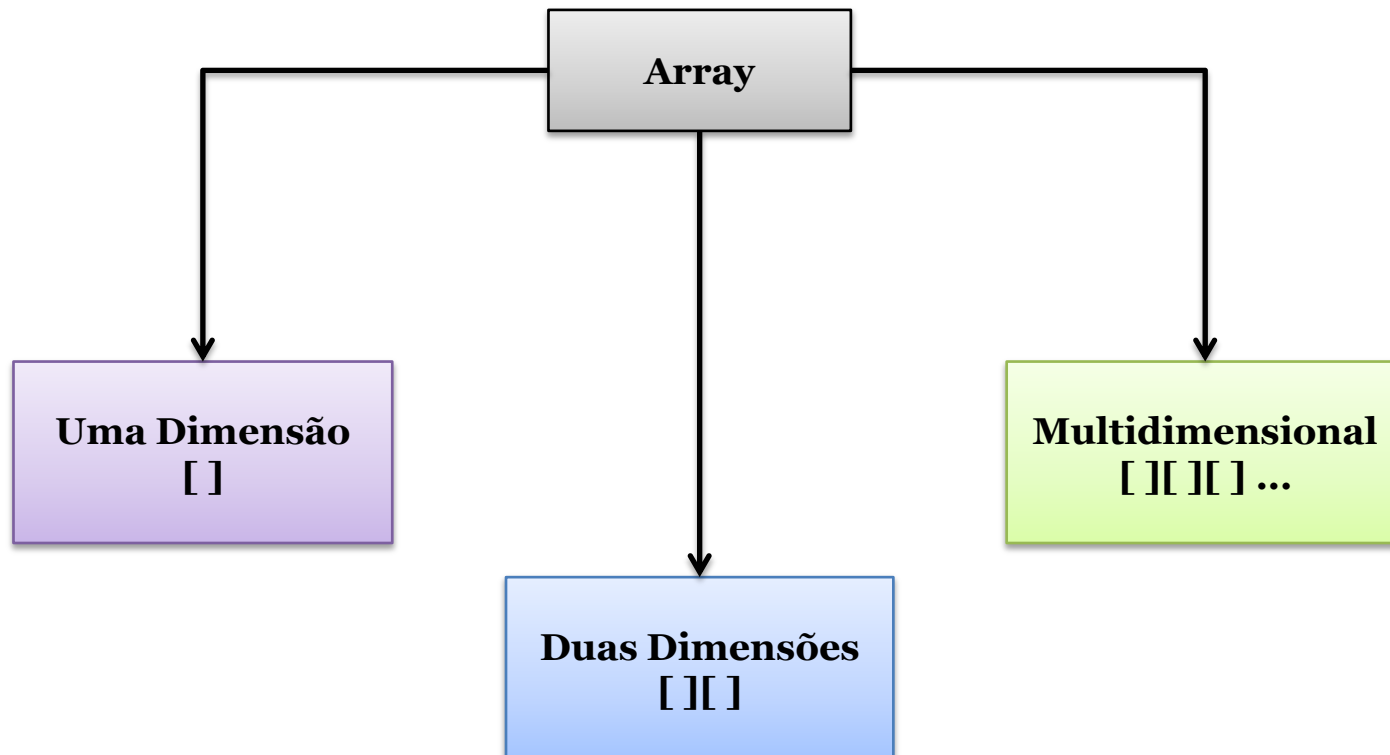 Array
Uma Dimensão
[ ]
Multidimensional
[ ][ ][ ] ...
Duas Dimensões
[ ][ ]